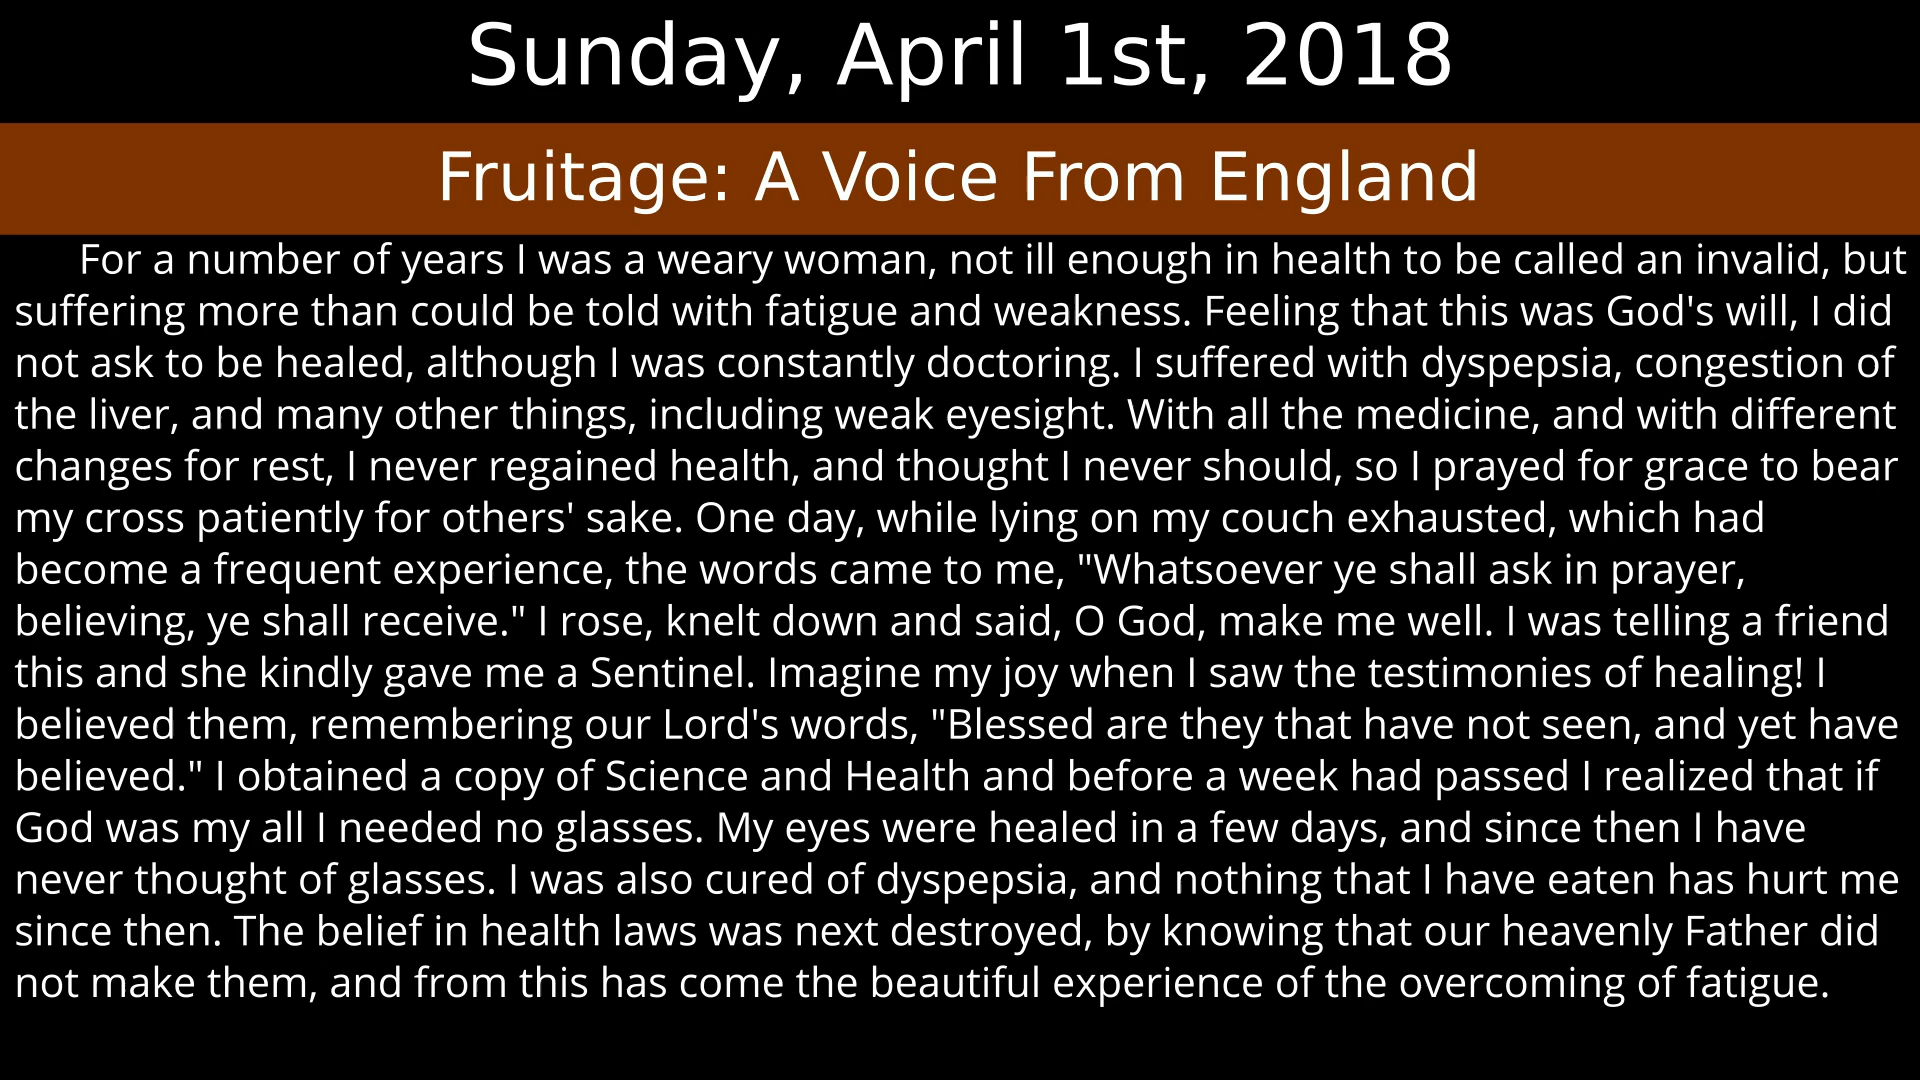 Sunday, April 1st, 2018
Fruitage: A Voice From England
For a number of years I was a weary woman, not ill enough in health to be called an invalid, but
suffering more than could be told with fatigue and weakness. Feeling that this was God's will, I did
not ask to be healed, although I was constantly doctoring. I suffered with dyspepsia, congestion of
the liver, and many other things, including weak eyesight. With all the medicine, and with different
changes for rest, I never regained health, and thought I never should, so I prayed for grace to bear
my cross patiently for others' sake. One day, while lying on my couch exhausted, which had
become a frequent experience, the words came to me, "Whatsoever ye shall ask in prayer,
believing, ye shall receive." I rose, knelt down and said, O God, make me well. I was telling a friend
this and she kindly gave me a Sentinel. Imagine my joy when I saw the testimonies of healing! I
believed them, remembering our Lord's words, "Blessed are they that have not seen, and yet have
believed." I obtained a copy of Science and Health and before a week had passed I realized that if
God was my all I needed no glasses. My eyes were healed in a few days, and since then I have
never thought of glasses. I was also cured of dyspepsia, and nothing that I have eaten has hurt me
since then. The belief in health laws was next destroyed, by knowing that our heavenly Father did
not make them, and from this has come the beautiful experience of the overcoming of fatigue.